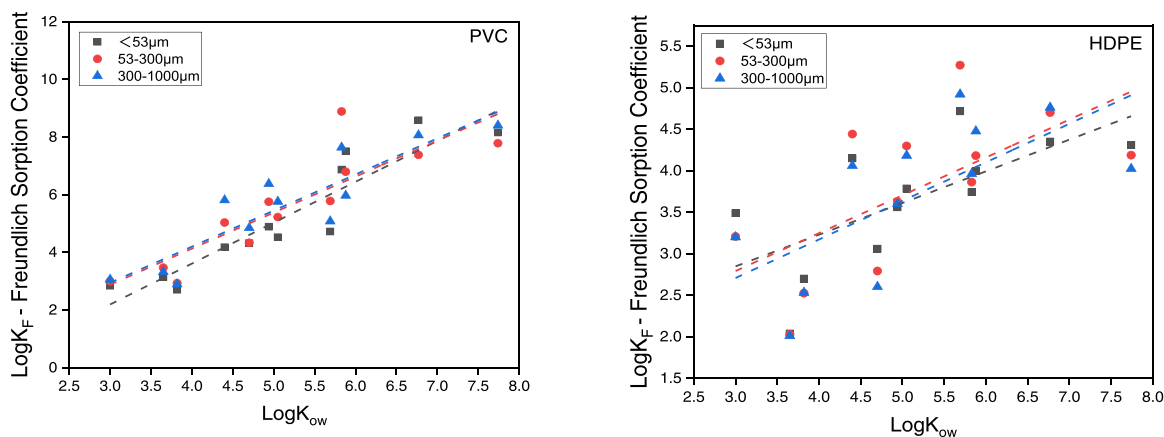 PVC
<53μm
53-300μm
300-1000μm
LogK_F - Freundlich Sorption Coefficient
12
10
8
6
4
2
0
2.5 3.0 3.5 4.0 4.5 5.0 5.5 6.0 6.5 7.0 7.5 8.0
LogK_ow
HDPE
<53μm
53-300μm
300-1000μm
LogK_F - Freundlich Sorption Coefficient
5.5
5.0
4.5
4.0
3.5
3.0
2.5
2.0
1.5
2.5 3.0 3.5 4.0 4.5 5.0 5.5 6.0 6.5 7.0 7.5 8.0
LogK_ow